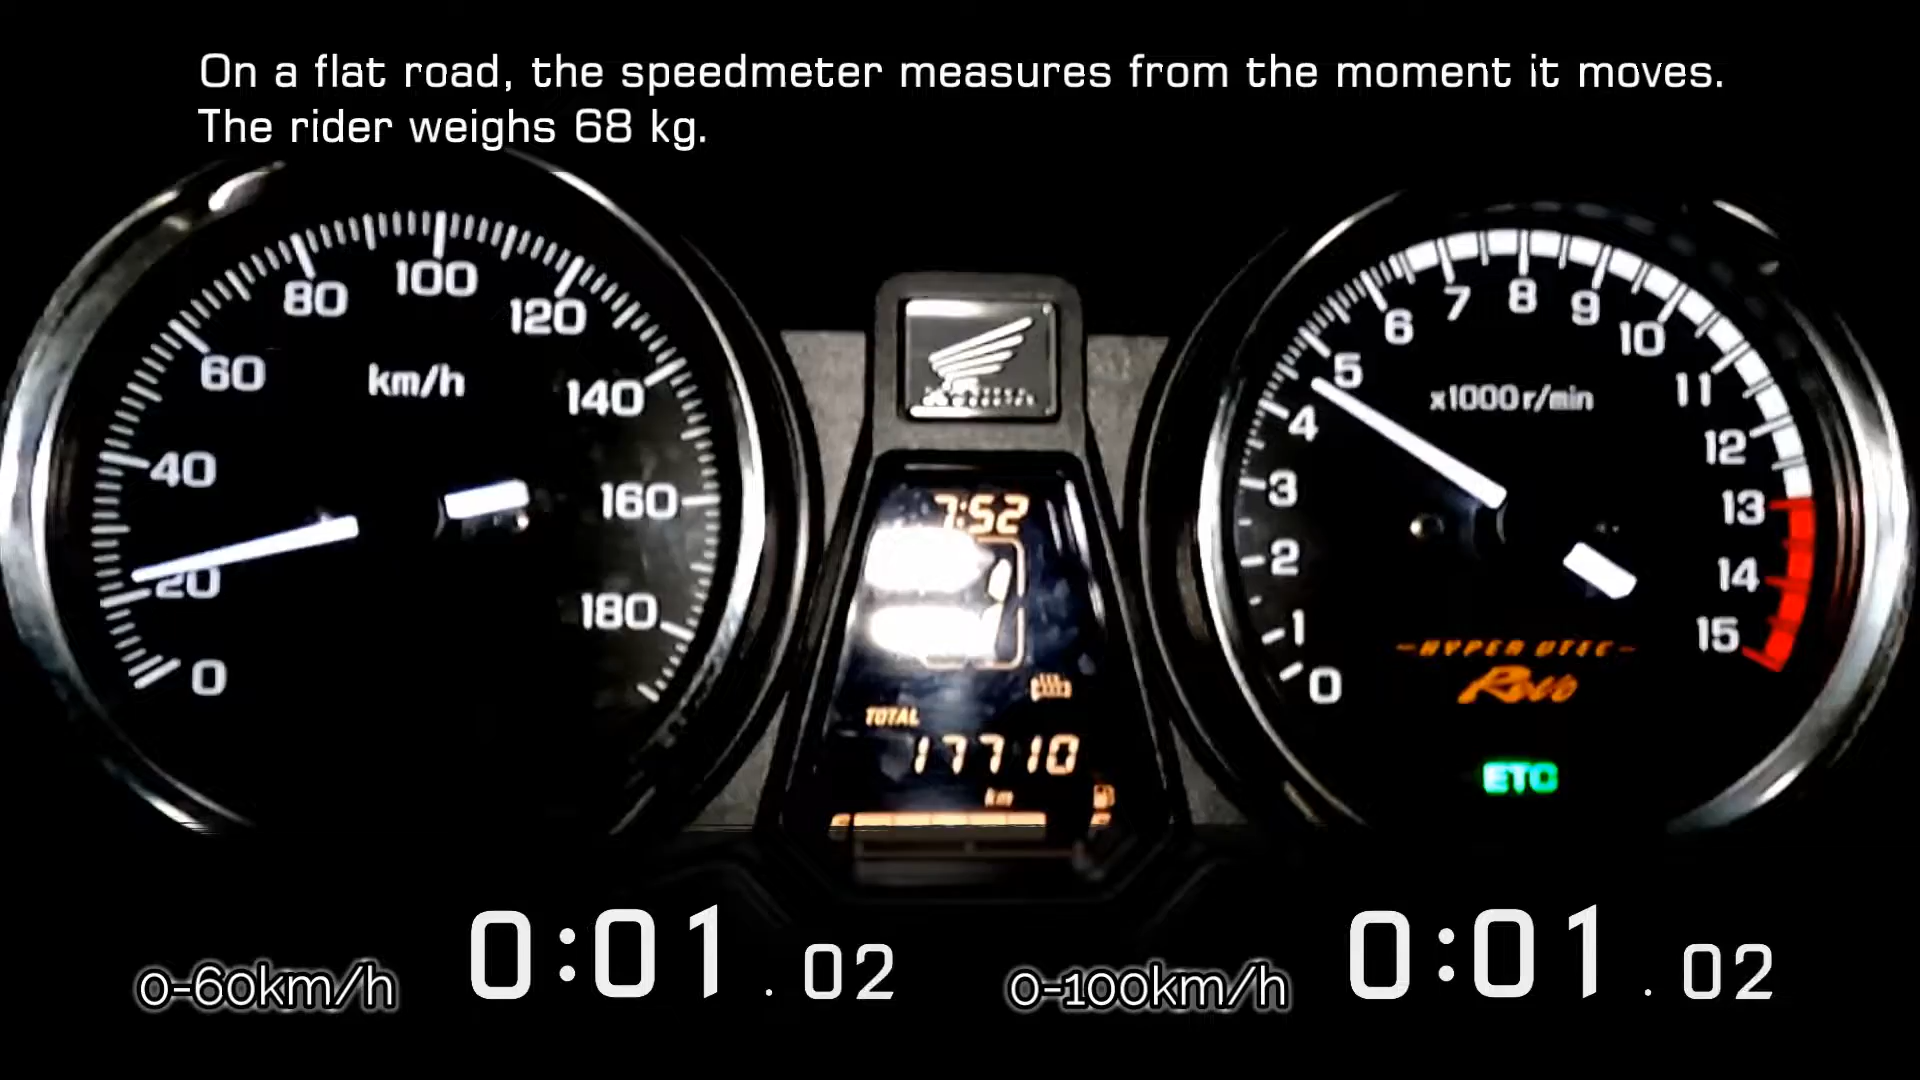 On a flat road, the speedmeter measures from the moment it moves.
The rider weighs 68 kg.
0
20
40
60
80
100
120
140
160
180
km/h
7:52
TOTAL
17710
km
0
1
2
3
4
5
6
7
8
9
10
11
12
13
14
15
x1000 r/min
HYPER VTEC
Revo
ETC
0-60km/h 0:01.02
0-100km/h 0:01.02